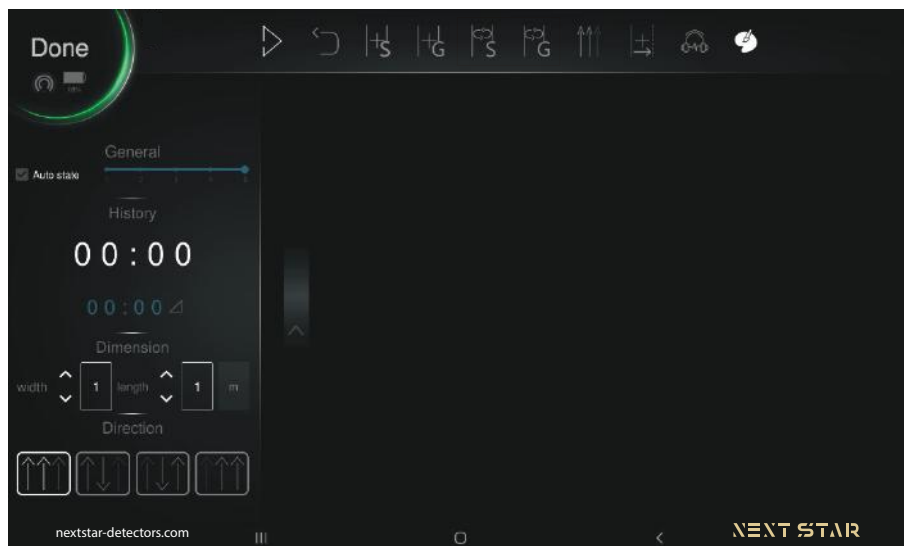 Done
S G S G
General
Auto state
History
00:00
00:00
Dimension
width 1 length 1 m
Direction
nextstar-detectors.com
NEXT STAR